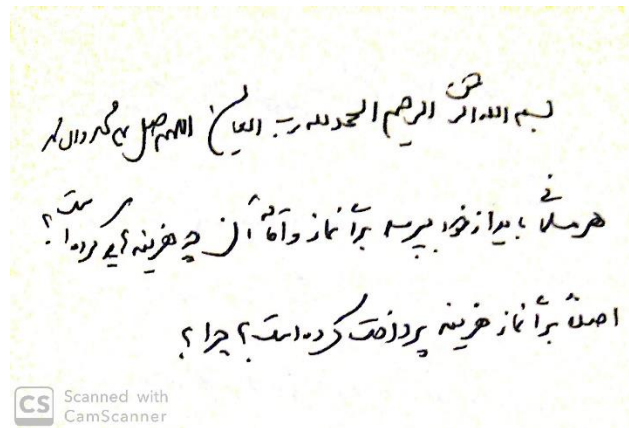 بسم الله الرحمن الرحیم الحمدلله رب العالمین اللهم صل علی محمد وال محمد
هر مسلمانی باید از خود بپرسد برای نماز و اقامه آن چه هزینه ای کرده است؟
اصلاً برای نماز هزینه پرداخت کرده است؟ چرا؟
CS Scanned with
CamScanner